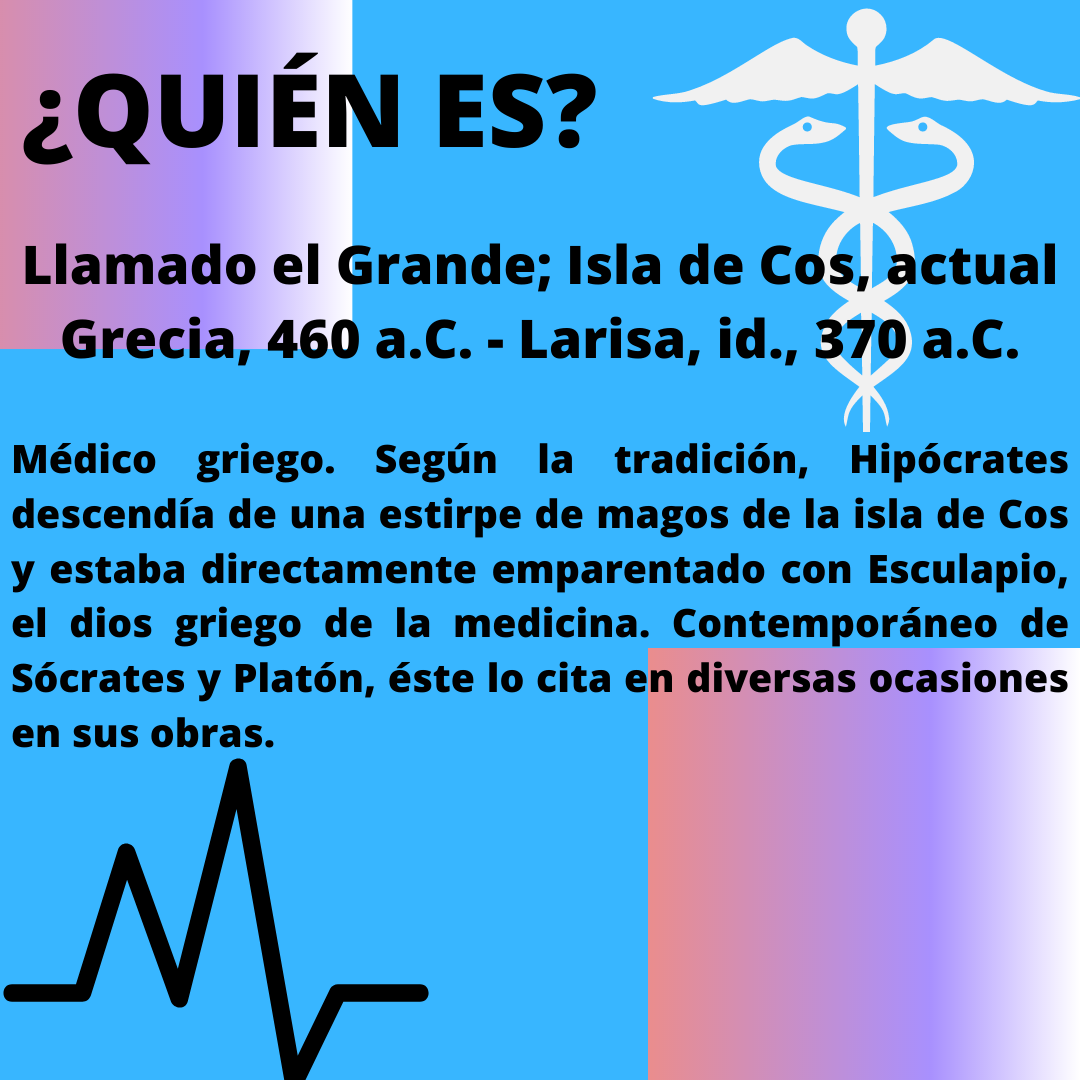 ¿QUIÉN ES?
Llamado el Grande; Isla de Cos, actual
Grecia, 460 a.C. - Larisa, id., 370 a.C.
Médico griego. Según la tradición, Hipócrates
descendía de una estirpe de magos de la isla de Cos
y estaba directamente emparentado con Esculapio,
el dios griego de la medicina. Contemporáneo de
Sócrates y Platón, éste lo cita en diversas ocasiones
en sus obras.